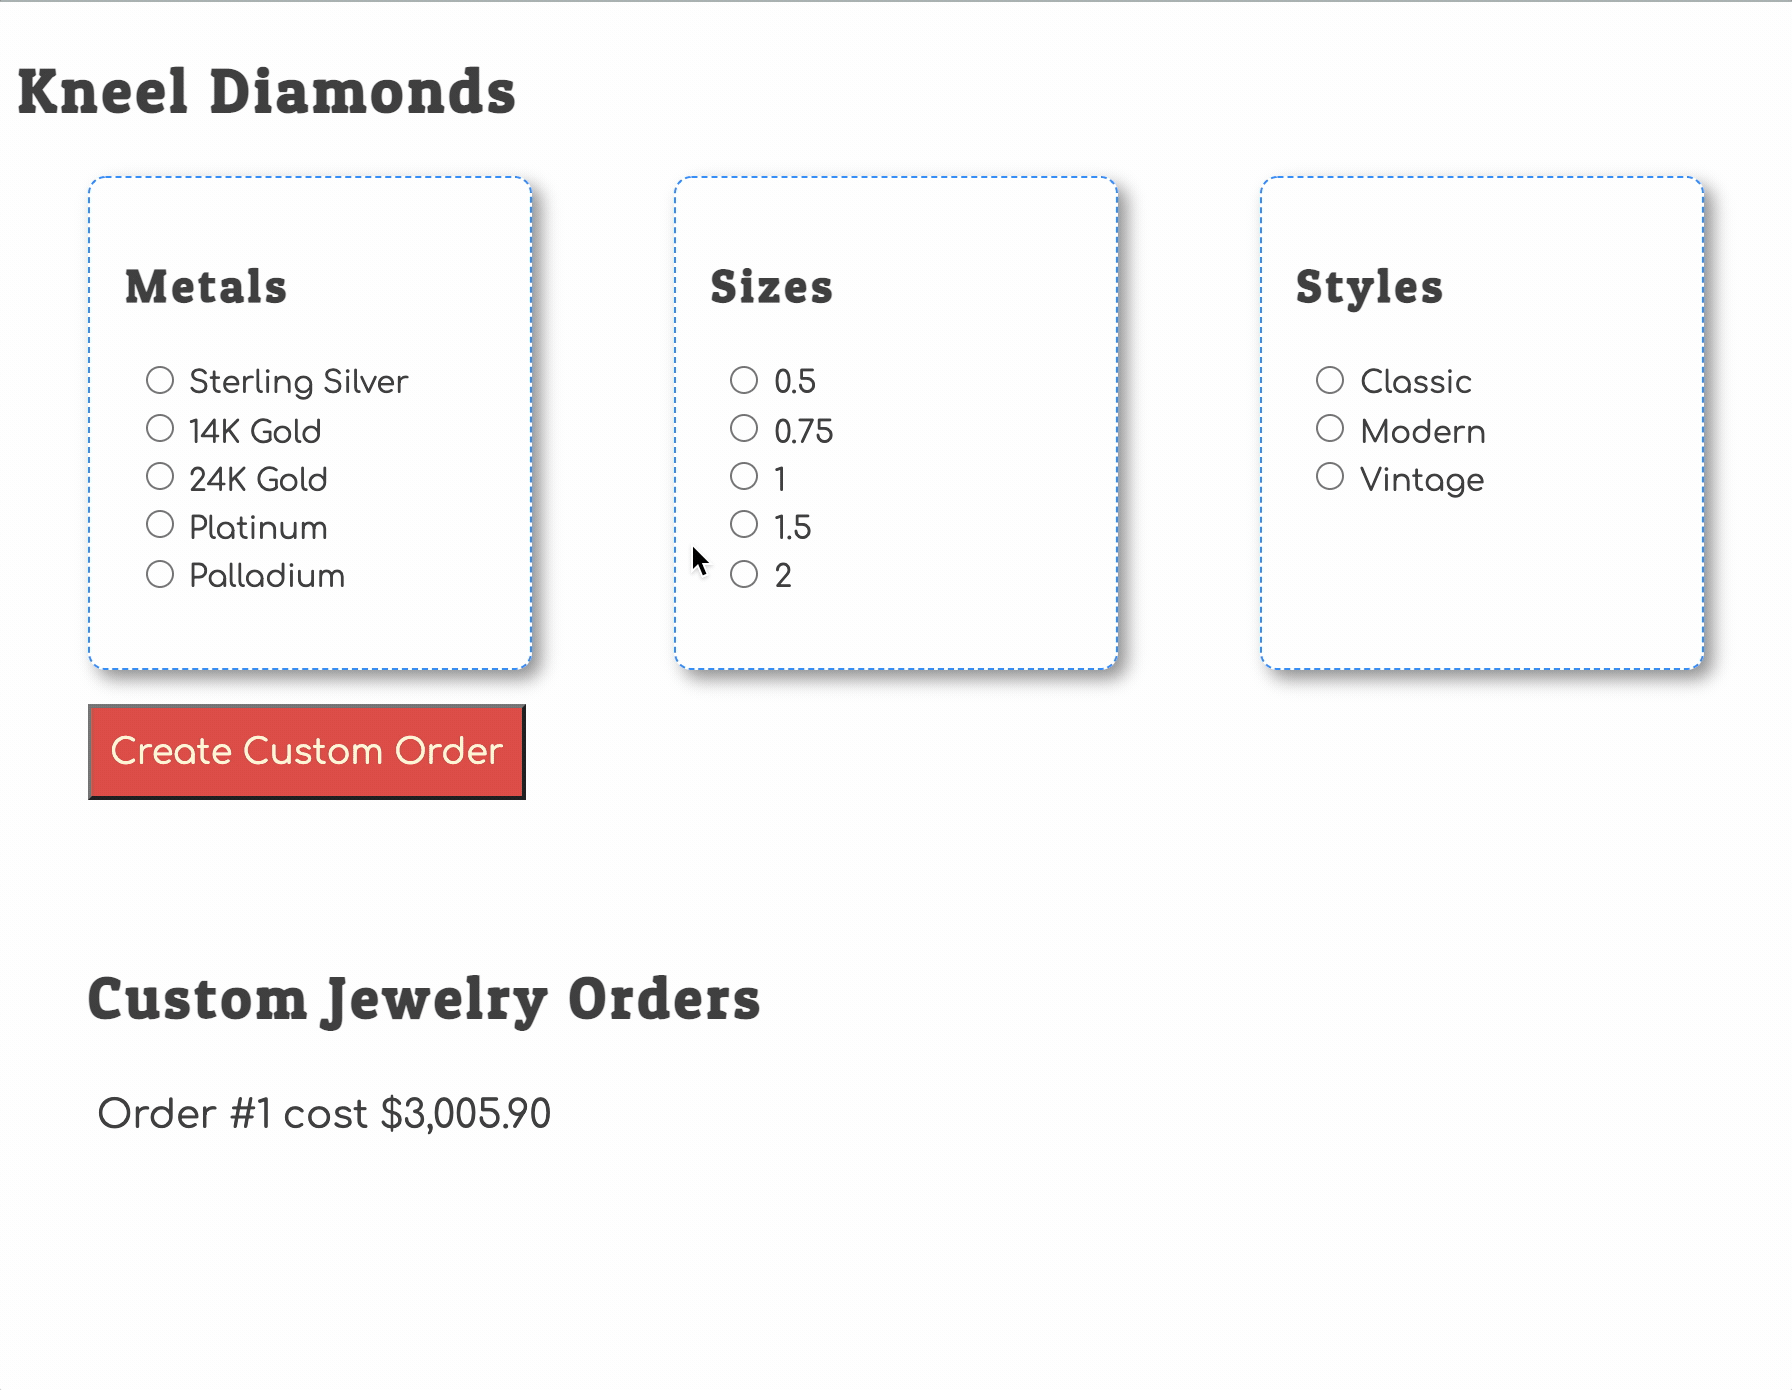 Kneel Diamonds
Metals
Sterling Silver
14K Gold
24K Gold
Platinum
Palladium
Sizes
0.5
0.75
1
1.5
2
Styles
Classic
Modern
Vintage
Create Custom Order
Custom Jewelry Orders
Order #1 cost $3,005.90